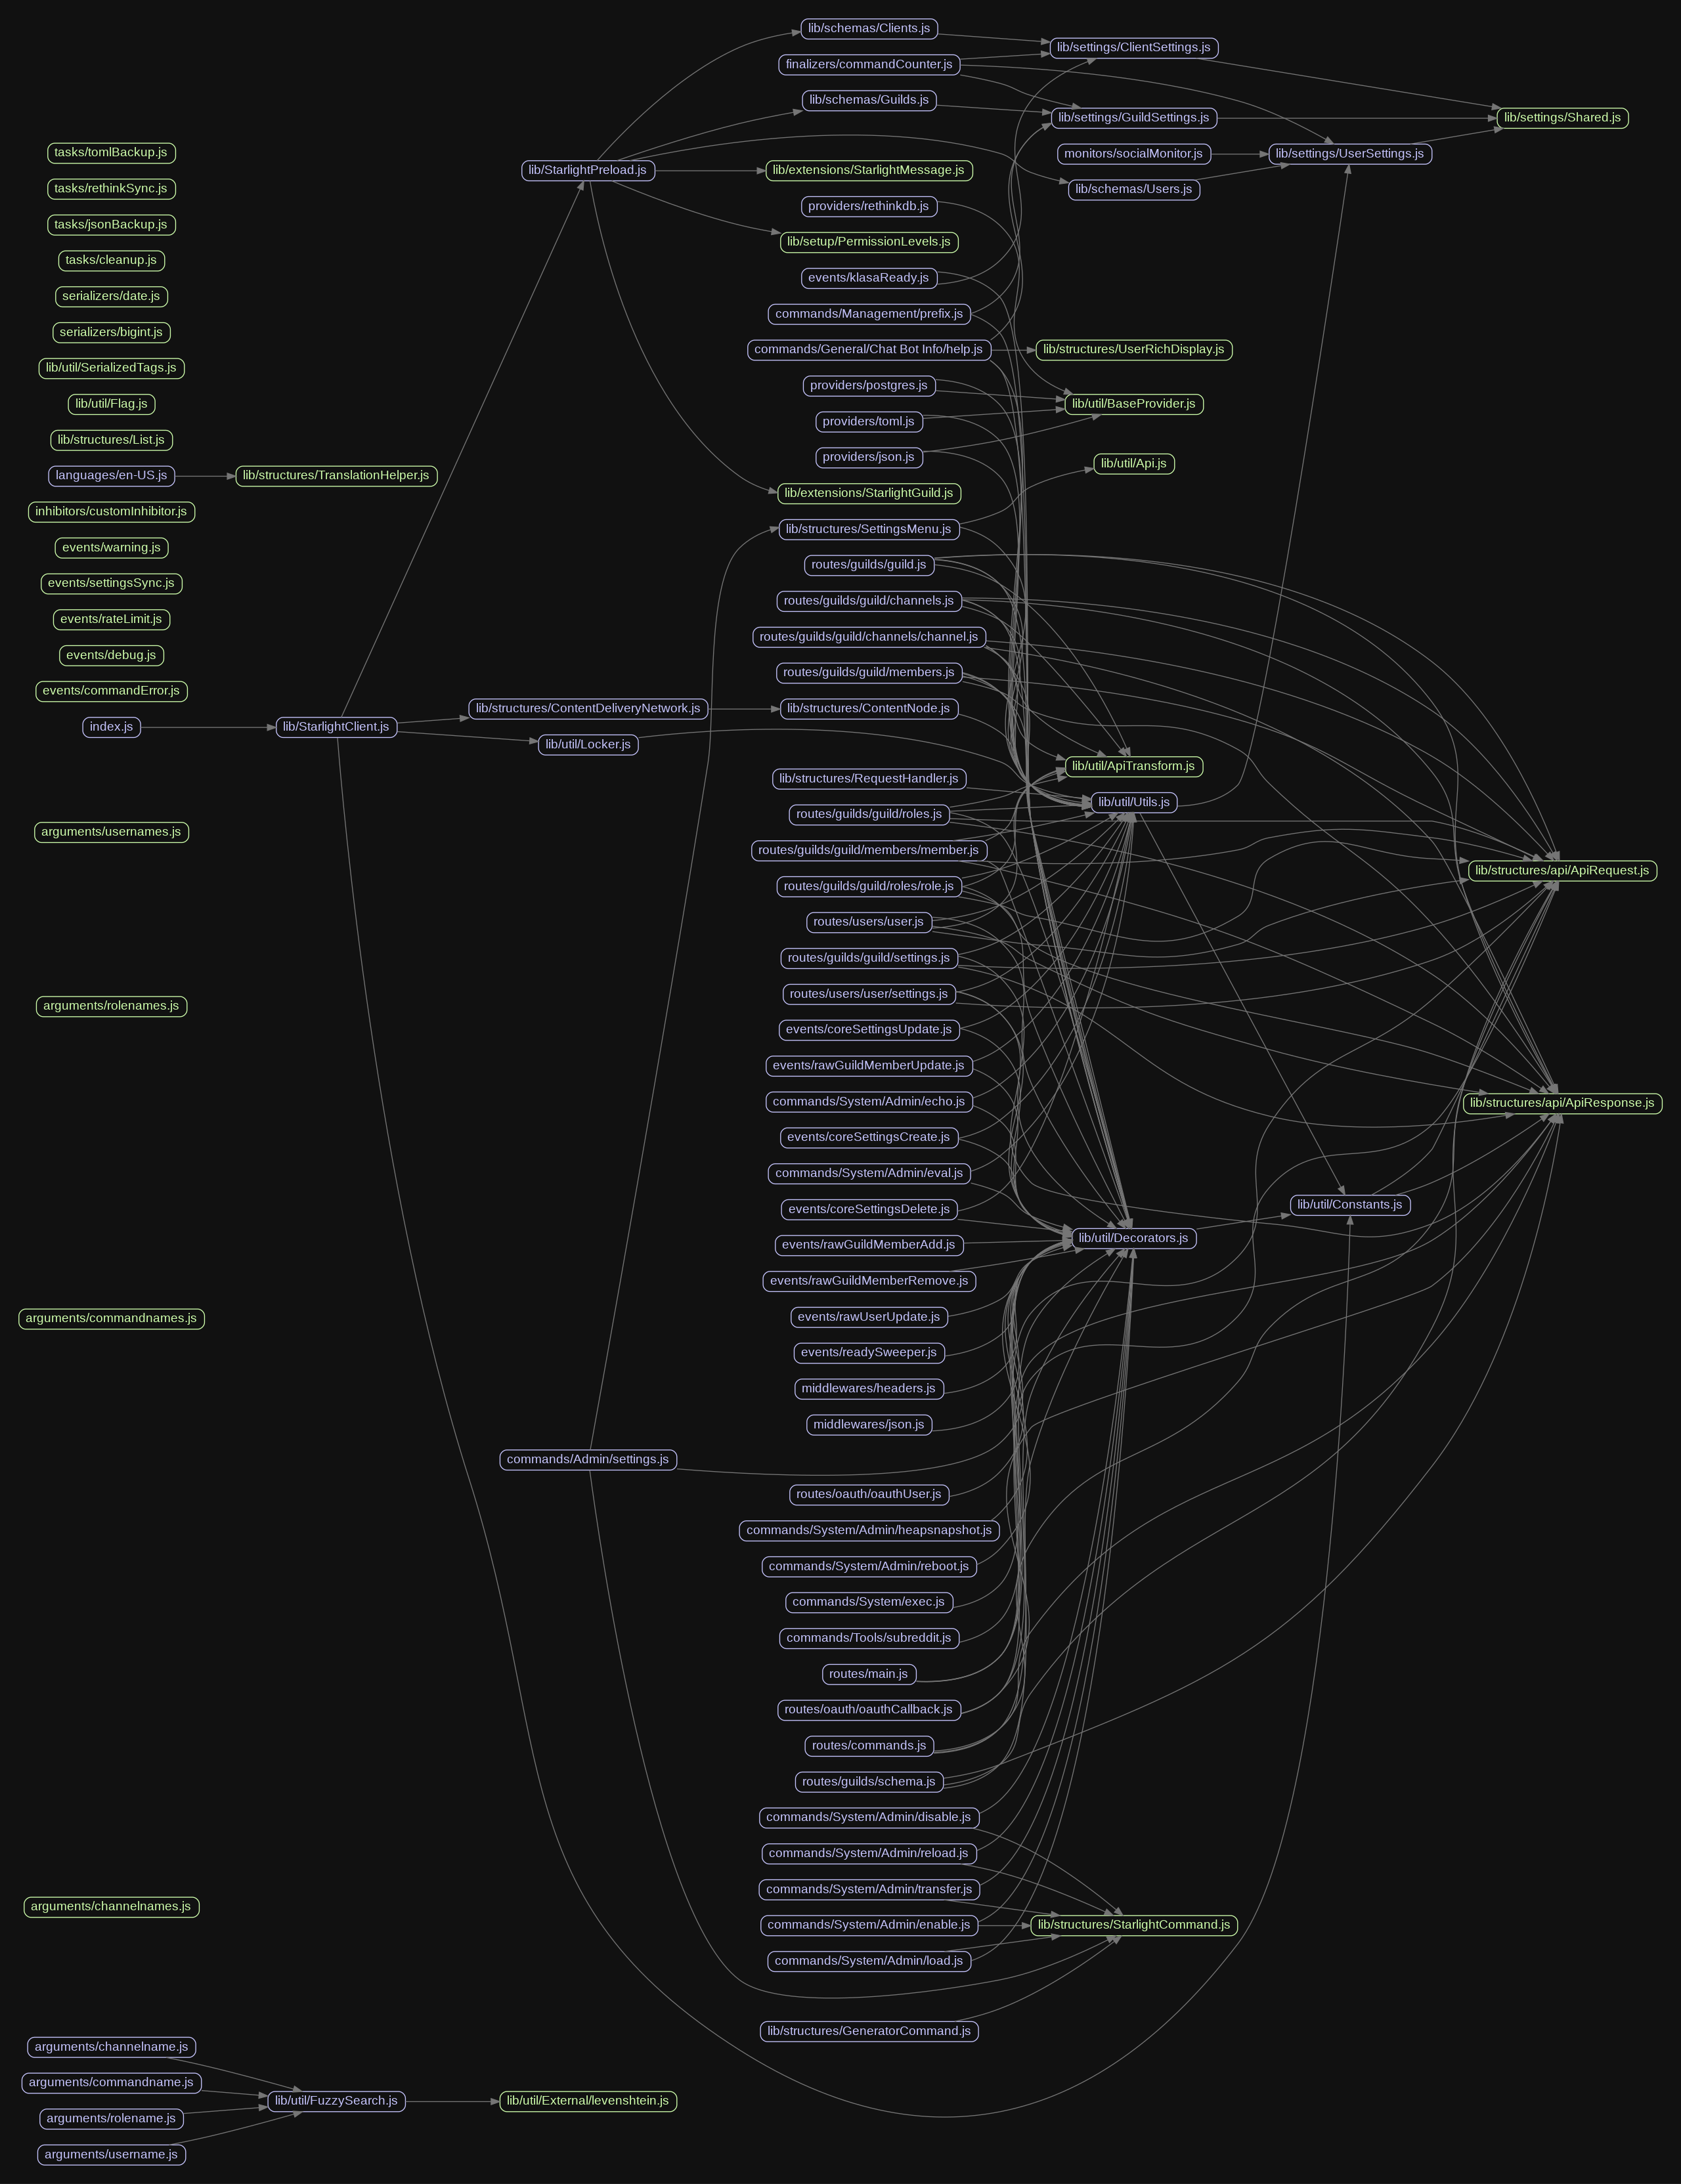 tasks/tomlBackup.js
tasks/rethinkSync.js
tasks/jsonBackup.js
tasks/cleanup.js
serializers/date.js
serializers/bigint.js
lib/util/SerializedTags.js
lib/util/Flag.js
lib/structures/List.js
languages/en-US.js
inhibitors/customInhibitor.js
events/warning.js
events/settingsSync.js
events/rateLimit.js
events/debug.js
events/commandError.js
index.js
arguments/usernames.js
arguments/rolenames.js
arguments/commandnames.js
arguments/channelnames.js
arguments/channelname.js
arguments/commandname.js
arguments/rolename.js
arguments/username.js
lib/structures/TranslationHelper.js
lib/StarlightClient.js
lib/util/FuzzySearch.js
lib/StarlightPreload.js
lib/structures/ContentDeliveryNetwork.js
lib/util/Locker.js
commands/Admin/settings.js
lib/util/External/levenshtein.js
lib/schemas/Clients.js
finalizers/commandCounter.js
lib/schemas/Guilds.js
lib/extensions/StarlightMessage.js
providers/rethinkdb.js
lib/setup/PermissionLevels.js
events/klasaReady.js
commands/Management/prefix.js
commands/General/Chat Bot Info/help.js
providers/postgres.js
providers/toml.js
providers/json.js
lib/extensions/StarlightGuild.js
lib/structures/SettingsMenu.js
routes/guilds/guild.js
routes/guilds/guild/channels.js
routes/guilds/guild/channels/channel.js
routes/guilds/guild/members.js
lib/structures/ContentNode.js
lib/structures/RequestHandler.js
routes/guilds/guild/roles.js
routes/guilds/guild/members/member.js
routes/guilds/guild/roles/role.js
routes/users/user.js
routes/guilds/guild/settings.js
routes/users/user/settings.js
events/coreSettingsUpdate.js
events/rawGuildMemberUpdate.js
commands/System/Admin/echo.js
events/coreSettingsCreate.js
commands/System/Admin/eval.js
events/coreSettingsDelete.js
events/rawGuildMemberAdd.js
events/rawGuildMemberRemove.js
events/rawUserUpdate.js
events/readySweeper.js
middlewares/headers.js
middlewares/json.js
routes/oauth/oauthUser.js
commands/System/Admin/heapsnapshot.js
commands/System/Admin/reboot.js
commands/System/exec.js
commands/Tools/subreddit.js
routes/main.js
routes/oauth/oauthCallback.js
routes/commands.js
routes/guilds/schema.js
commands/System/Admin/disable.js
commands/System/Admin/reload.js
commands/System/Admin/transfer.js
commands/System/Admin/enable.js
commands/System/Admin/load.js
lib/structures/GeneratorCommand.js
lib/settings/ClientSettings.js
lib/settings/GuildSettings.js
monitors/socialMonitor.js
lib/schemas/Users.js
lib/structures/UserRichDisplay.js
lib/util/BaseProvider.js
lib/util/Api.js
lib/util/ApiTransform.js
lib/util/Utils.js
lib/util/Decorators.js
lib/structures/StarlightCommand.js
lib/settings/UserSettings.js
lib/util/Constants.js
lib/settings/Shared.js
lib/structures/api/ApiRequest.js
lib/structures/api/ApiResponse.js